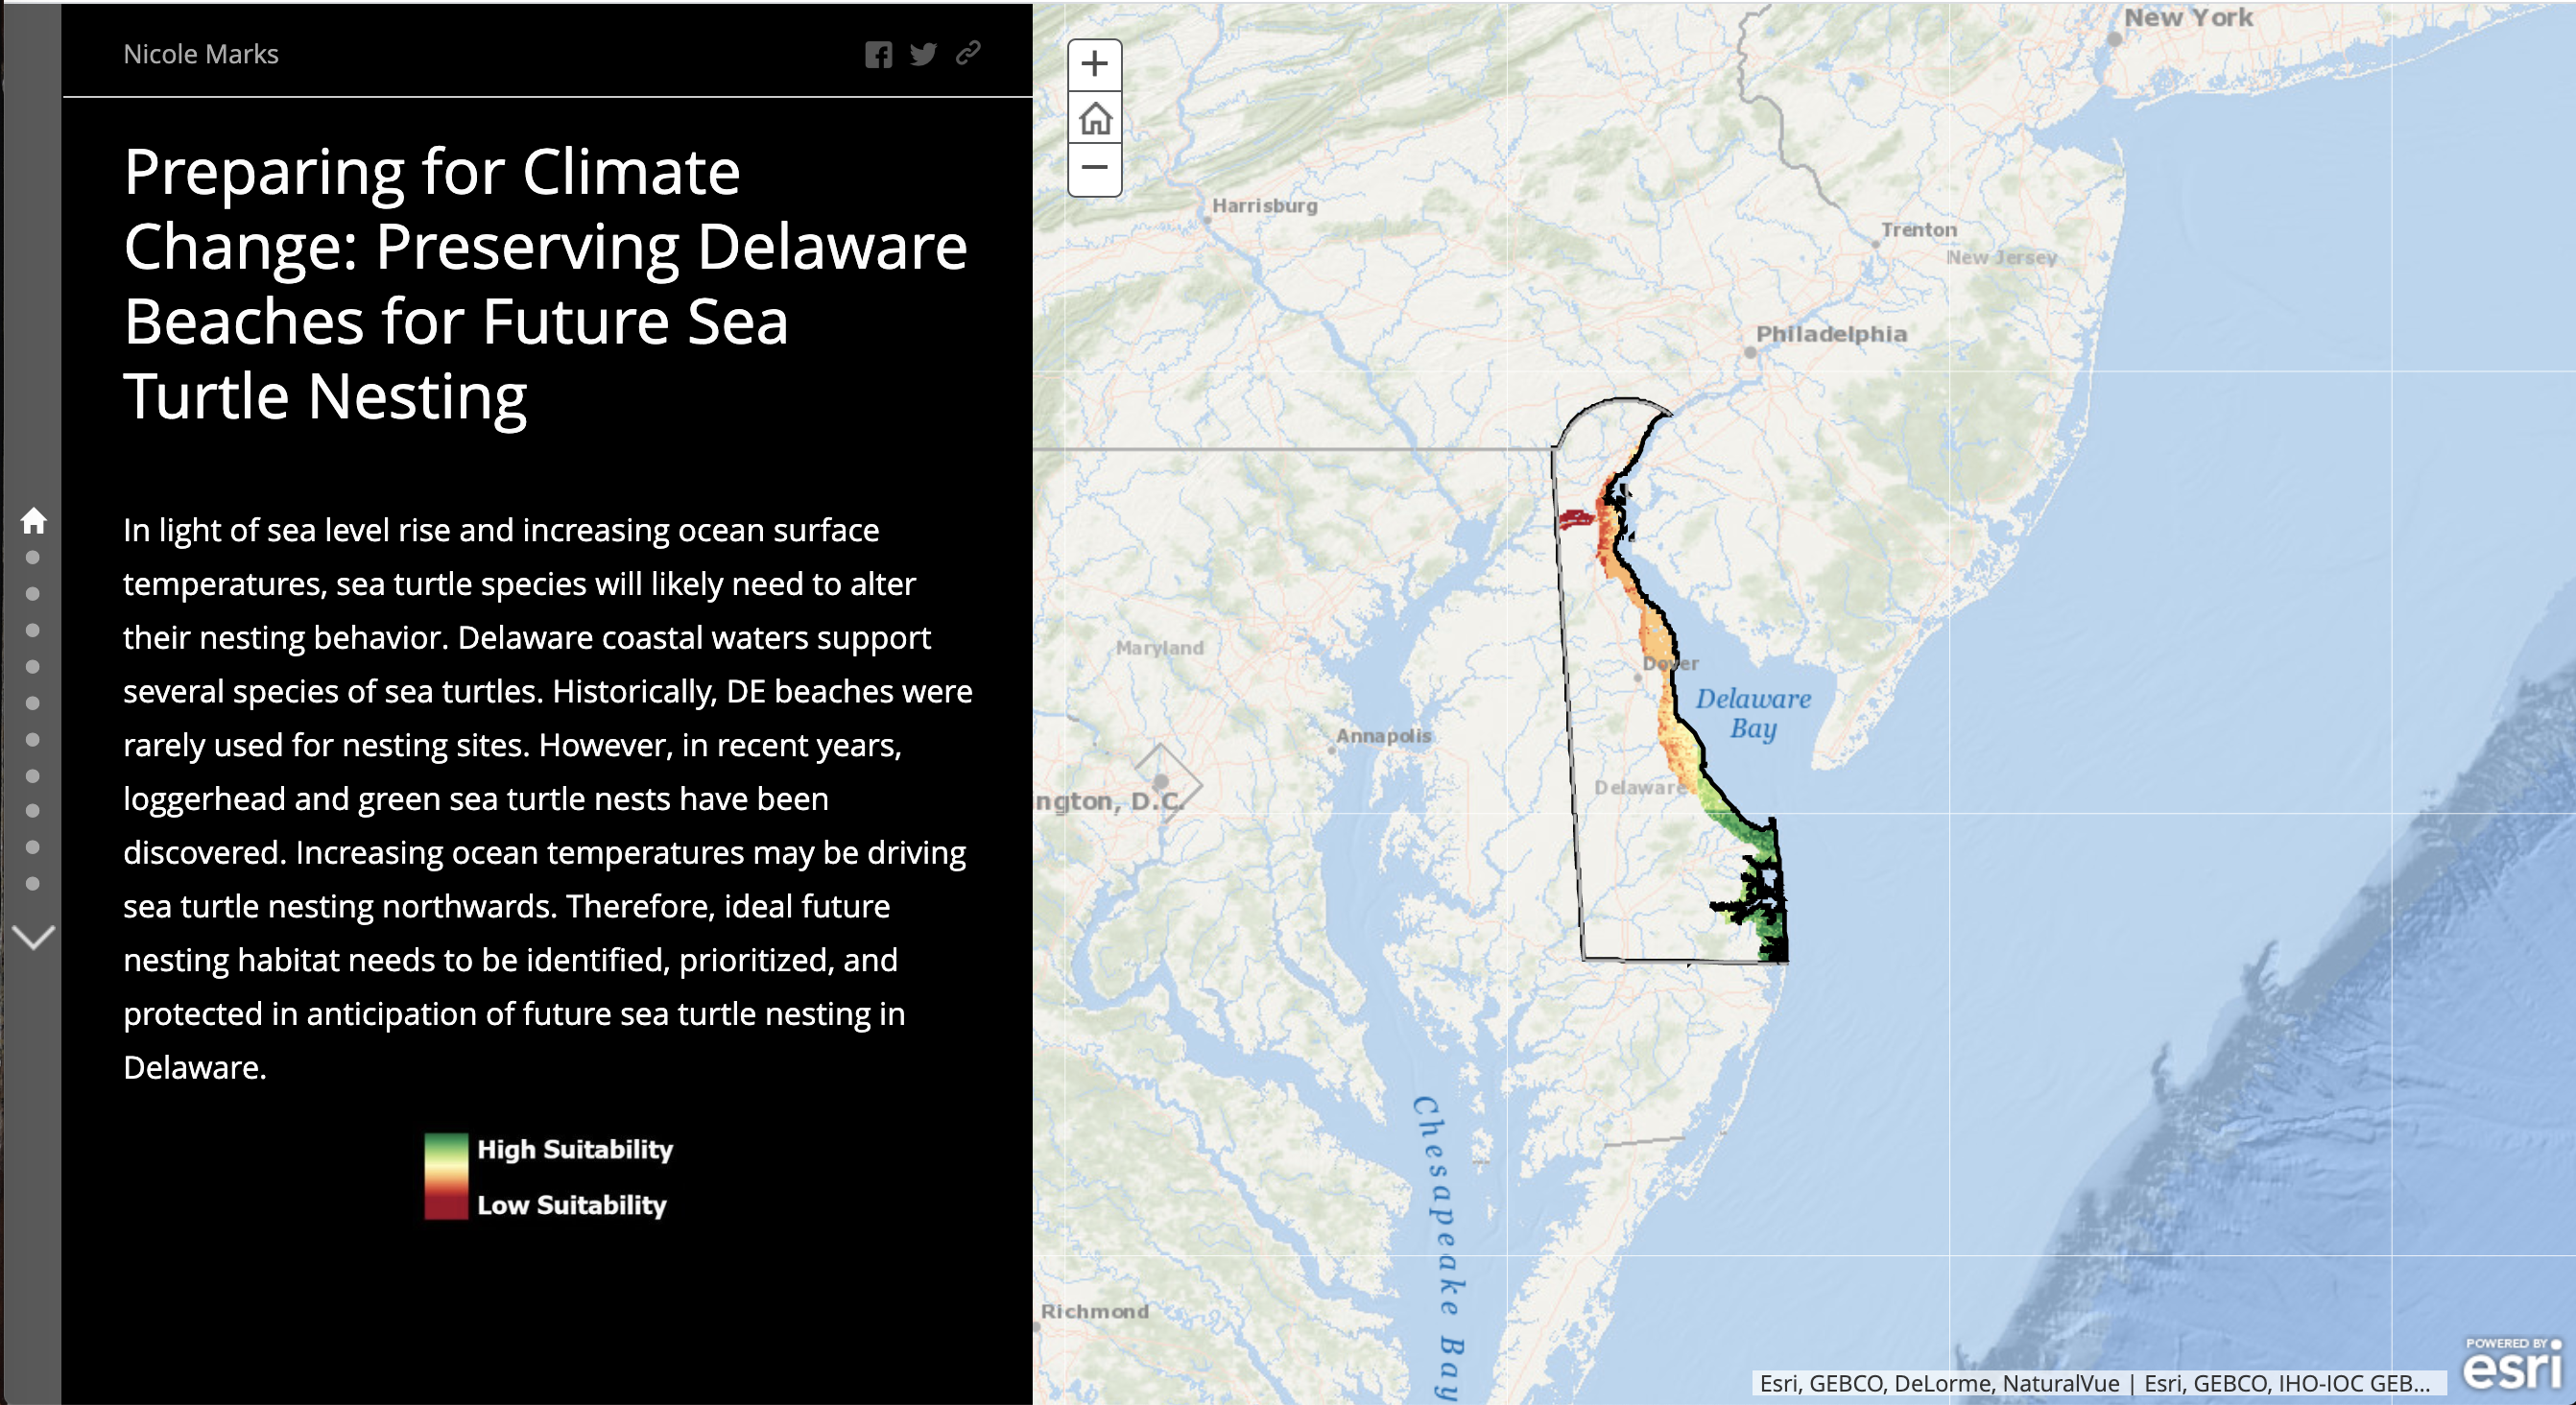 Nicole Marks
Preparing for Climate
Change: Preserving Delaware
Beaches for Future Sea
Turtle Nesting
In light of sea level rise and increasing ocean surface
temperatures, sea turtle species will likely need to alter
their nesting behavior. Delaware coastal waters support
several species of sea turtles. Historically, DE beaches were
rarely used for nesting sites. However, in recent years,
loggerhead and green sea turtle nests have been
discovered. Increasing ocean temperatures may be driving
sea turtle nesting northwards. Therefore, ideal future
nesting habitat needs to be identified, prioritized, and
protected in anticipation of future sea turtle nesting in
Delaware.
High Suitability
Low Suitability
+
−
New York
Harrisburg
Trenton
New Jersey
Philadelphia
Maryland
Dover
Delaware
Bay
Annapolis
Delaware
ngton, D.C.
Chesapeake Bay
Richmond
POWERED BY
esri
Esri, GEBCO, DeLorme, NaturalVue | Esri, GEBCO, IHO-IOC GEB...